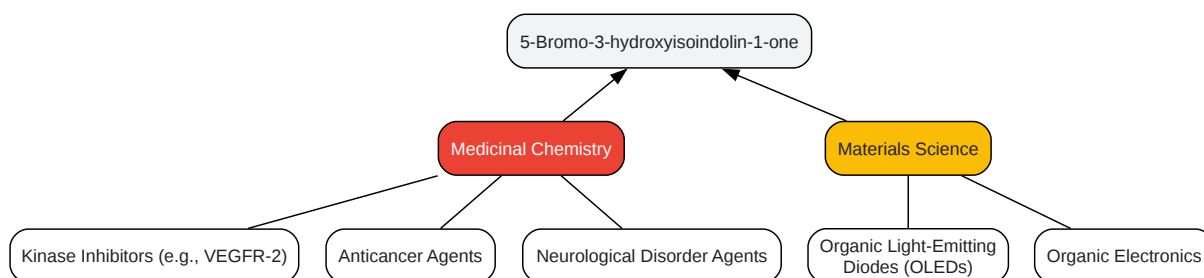 5-Bromo-3-hydroxyisoindolin-1-one
Medicinal Chemistry
Materials Science
Kinase Inhibitors (e.g., VEGFR-2)
Anticancer Agents
Neurological Disorder Agents
Organic Light-Emitting
Diodes (OLEDs)
Organic Electronics